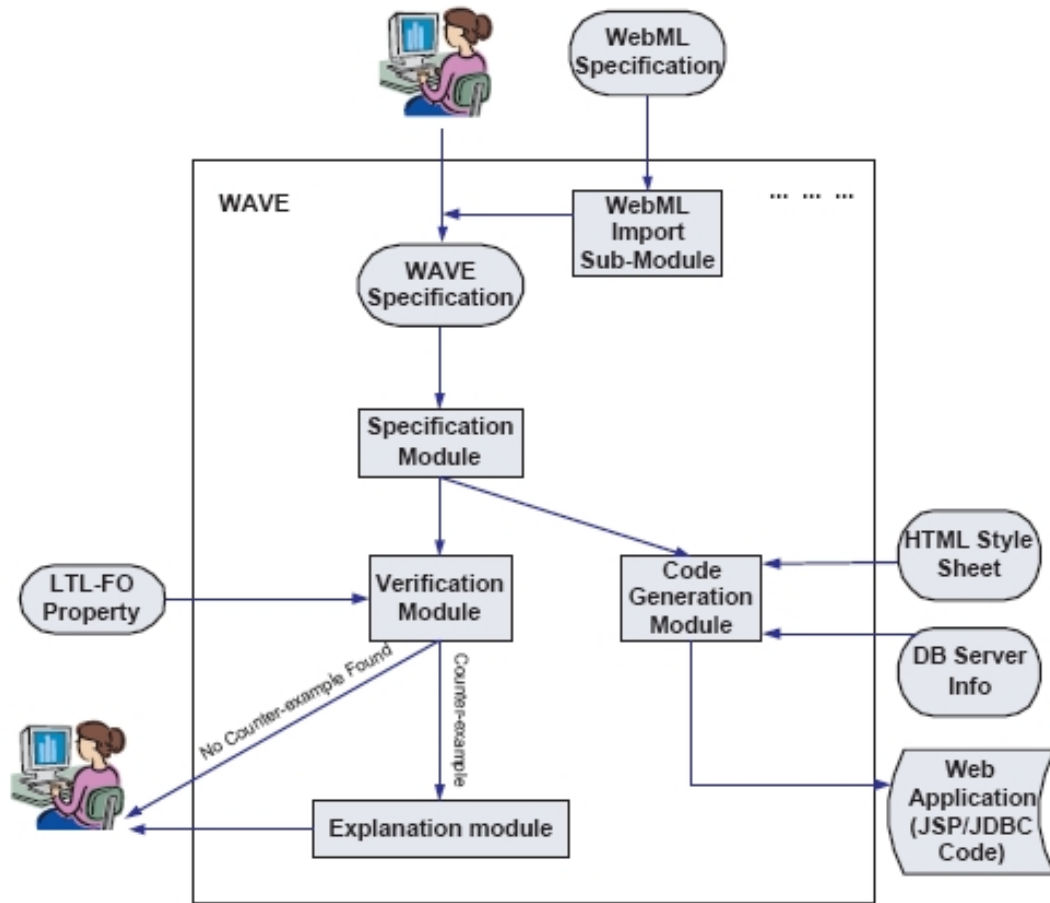 WebML
Specification
WAVE
... ... ...
WebML
Import
Sub-Module
WAVE
Specification
Specification
Module
HTML Style
Sheet
LTL-FO
Property
Verification
Module
Code
Generation
Module
DB Server
Info
No Counter-example Found
Counter-example
Web
Application
(JSP/JDBC
Code)
Explanation module